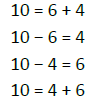 10 = 6 + 4
10 − 6 = 4
10 − 4 = 6
10 = 4 + 6